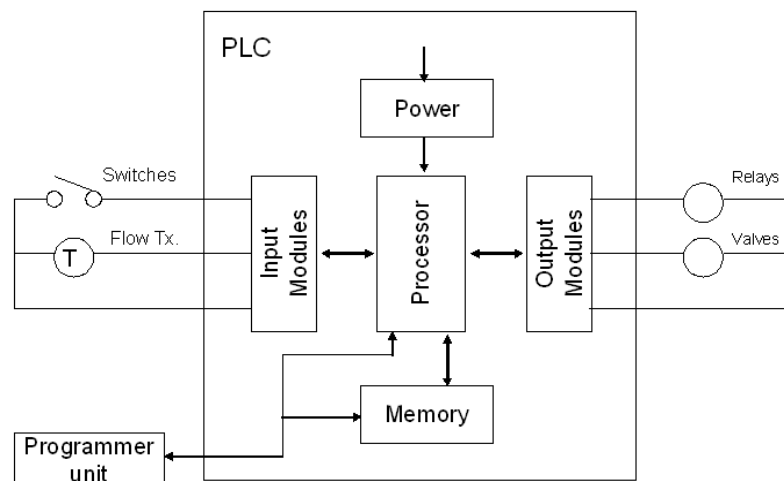 PLC
Power
Switches
Flow Tx.
T
Input
Modules
Processor
Output
Modules
Relays
Valves
Memory
Programmer
unit